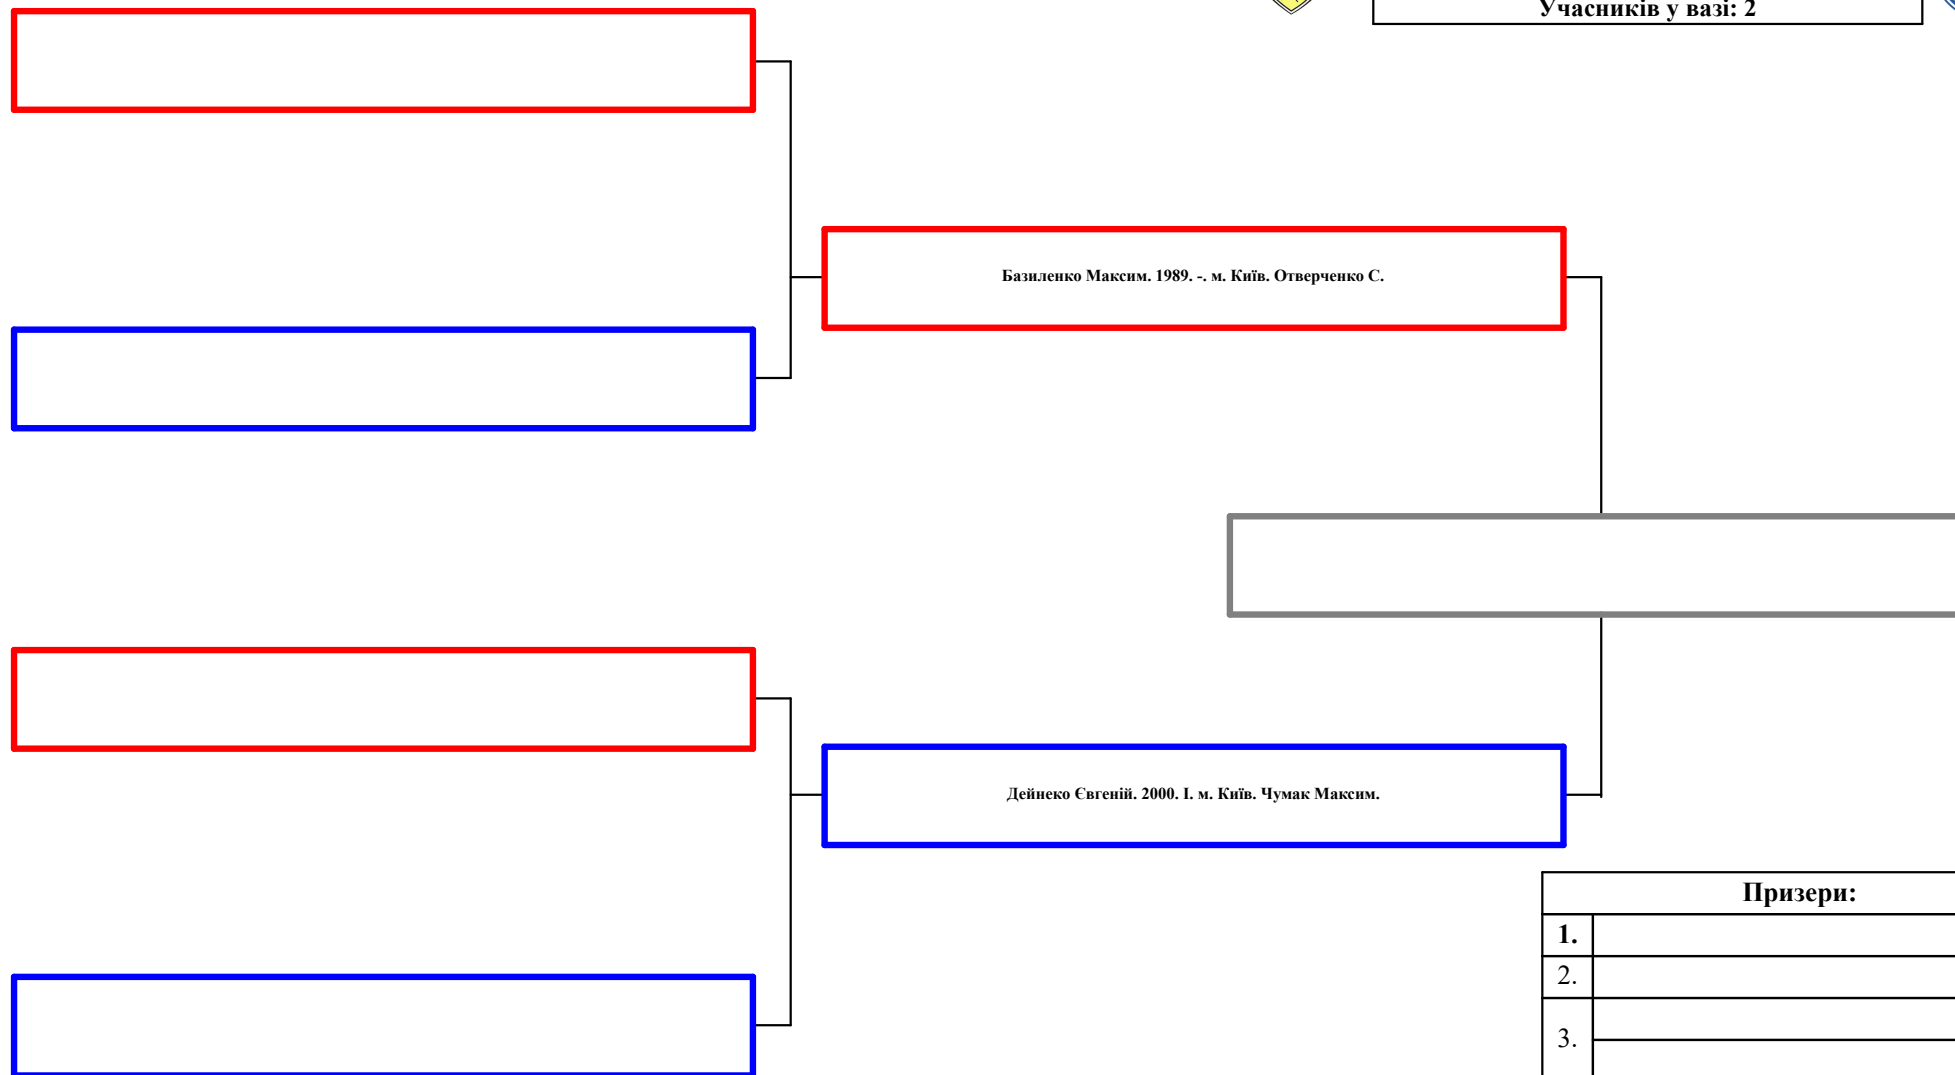 Учасників у вазі: 2
Базиленко Максим. 1989. -. м. Київ. Отверченко С.
Дейнеко Євгеній. 2000. І. м. Київ. Чумак Максим.
Призери:
1.
2.
3.